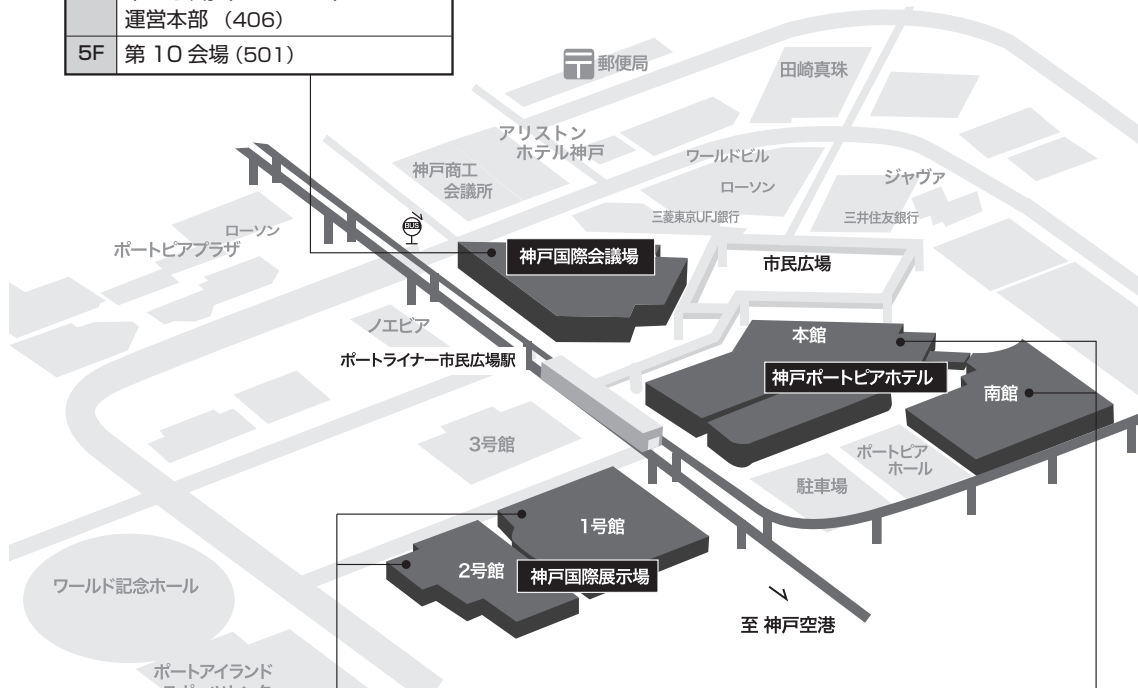 運営本部 (406)
5F 第 10 会場 (501)
郵便局
田崎真珠
アリストン
ホテル神戸
ワールドビル
神戸商工
会議所
ローソン
ジャヴァ
三菱東京UFJ銀行
三井住友銀行
BUS
ローソン
ポートピアプラザ
神戸国際会議場
市民広場
ノエビア
本館
ポートライナー市民広場駅
神戸ポートピアホテル
南館
3号館
ポートピア
ホール
駐車場
1号館
2号館
神戸国際展示場
ワールド記念ホール
至 神戸空港
ポートアイランド